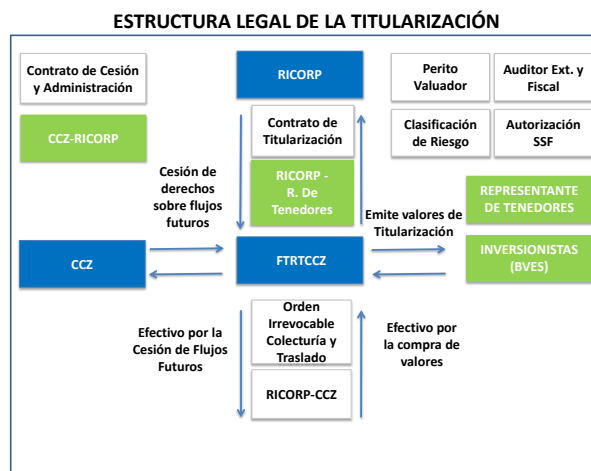 ESTRUCTURA LEGAL DE LA TITULARIZACIÓN
Contrato de Cesión
y Administración
RICORP
Perito
Valuador
Auditor Ext. y
Fiscal
CCZ-RICORP
Contrato de
Titularización
Clasificación
de Riesgo
Autorización
SSF
Cesión de
derechos
sobre flujos
futuros
RICORP -
R. De
Tenedores
REPRESENTANTE
DE TENEDORES
Emite valores de
Titularización
CCZ
FTRTCCZ
INVERSIONISTAS
(BVES)
Efectivo por la
Cesión de Flujos
Futuros
Orden
Irrevocable
Colecturía y
Traslado
Efectivo por
la compra de
valores
RICORP-CCZ